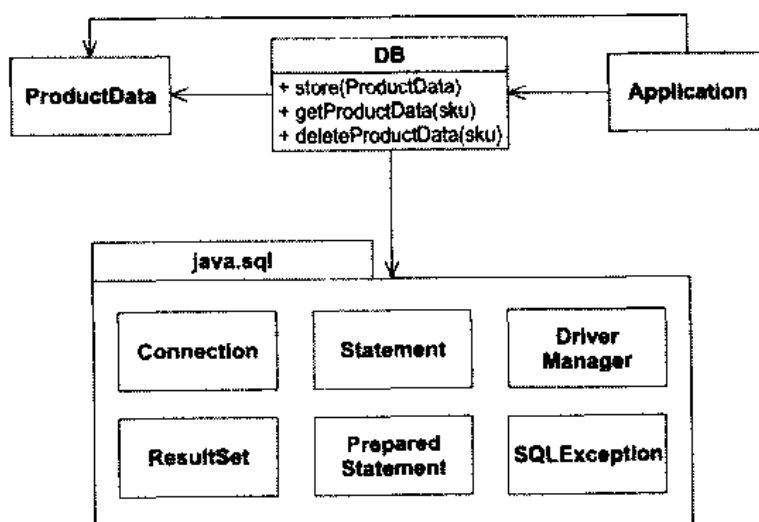 ProductData
DB
+ store(ProductData)
+ getProductData(sku)
+ deleteProductData(sku)
Application
java.sql
Connection
Statement
Driver
Manager
ResultSet
Prepared
Statement
SQLException